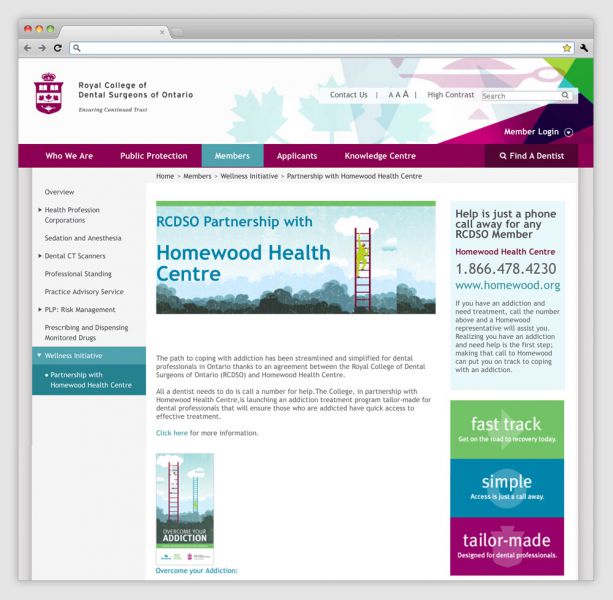 Royal College of
Dental Surgeons of Ontario
Ensuring Continued Trust
Contact Us | A A A | High Contrast
Search
Member Login
Who We Are
Public Protection
Members
Applicants
Knowledge Centre
Find A Dentist
Home > Members > Wellness Initiative > Partnership with Homewood Health Centre
Overview
Health Profession
Corporations
Sedation and Anesthesia
Dental CT Scanners
Professional Standing
Practice Advisory Service
PLP: Risk Management
Prescribing and Dispensing
Monitored Drugs
Wellness Initiative
• Partnership with
Homewood Health Centre
RCDSO Partnership with
Homewood Health
Centre
The path to coping with addiction has been streamlined and simplified for dental
professionals in Ontario thanks to an agreement between the Royal College of Dental
Surgeons of Ontario (RCDSO) and Homewood Health Centre.
All a dentist needs to do is call a number for help.The College, in partnership with
Homewood Health Centre,is launching an addiction treatment program tailor-made for
dental professionals that will ensure those who are addicted have quick access to
effective treatment.
Click here for more information.
OVERCOME YOUR
ADDICTION
Overcome your Addiction:
Help is just a phone
call away for any
RCDSO Member
Homewood Health Centre
1.866.478.4230
www.homewood.org
If you have an addiction and
need treatment, call the number
above and a Homewood
representative will assist you.
Realizing you have an addiction
and need help is the first step;
making that call to Homewood
can put you on track to coping
with an addiction.
fast track
Get on the road to recovery today.
simple
Access is just a call away.
tailor-made
Designed for dental professionals.